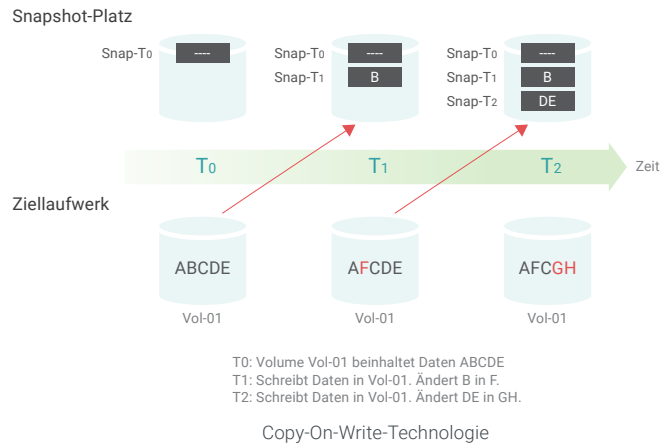 Snapshot-Platz
Snap-T0 ----
Snap-T0 ----
Snap-T1 B
Snap-T0 ----
Snap-T1 B
Snap-T2 DE
T0 T1 T2 Zeit
Ziellaufwerk
ABCDE AFCDE AFCGH
Vol-01 Vol-01 Vol-01
T0: Volume Vol-01 beinhaltet Daten ABCDE
T1: Schreibt Daten in Vol-01. Ändert B in F.
T2: Schreibt Daten in Vol-01. Ändert DE in GH.
Copy-On-Write-Technologie